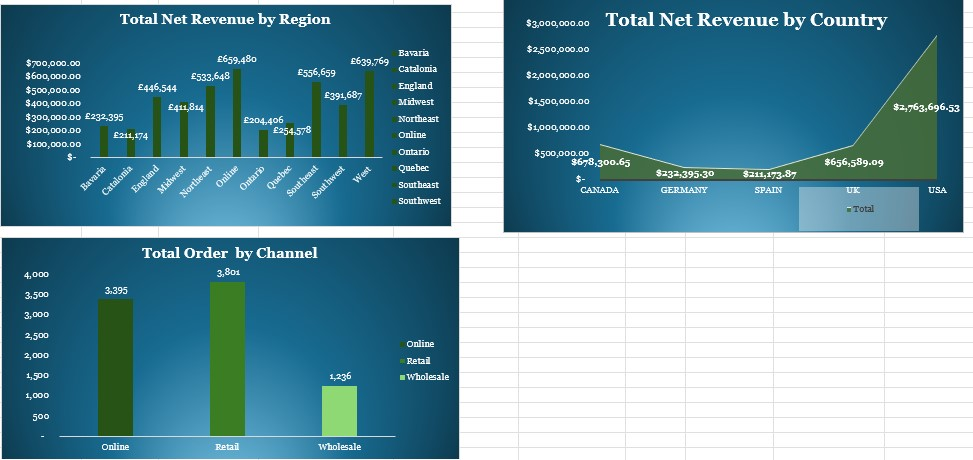 Total Net Revenue by Region
$700,000.00
$600,000.00
$500,000.00
$400,000.00
$300,000.00
$200,000.00
$100,000.00
$-
£232,395
£211,174
£446,544
£411,814
£533,648
£659,480
£204,406
£254,578
£556,659
£391,687
£639,769
Bavaria
Catalonia
England
Midwest
Northeast
Online
Ontario
Quebec
Southeast
Southwest
West
Bavaria
Catalonia
England
Midwest
Northeast
Online
Ontario
Quebec
Southeast
Southwest
Total Net Revenue by Country
$3,000,000.00
$2,500,000.00
$2,000,000.00
$1,500,000.00
$1,000,000.00
$500,000.00
$-
$678,300.65
$232,395.30
$211,173.87
$656,589.09
$2,763,696.53
CANADA
GERMANY
SPAIN
UK
USA
Total
Total Order by Channel
4,000
3,500
3,000
2,500
2,000
1,500
1,000
500
-
3,395
3,801
1,236
Online
Retail
Wholesale
Online
Retail
Wholesale